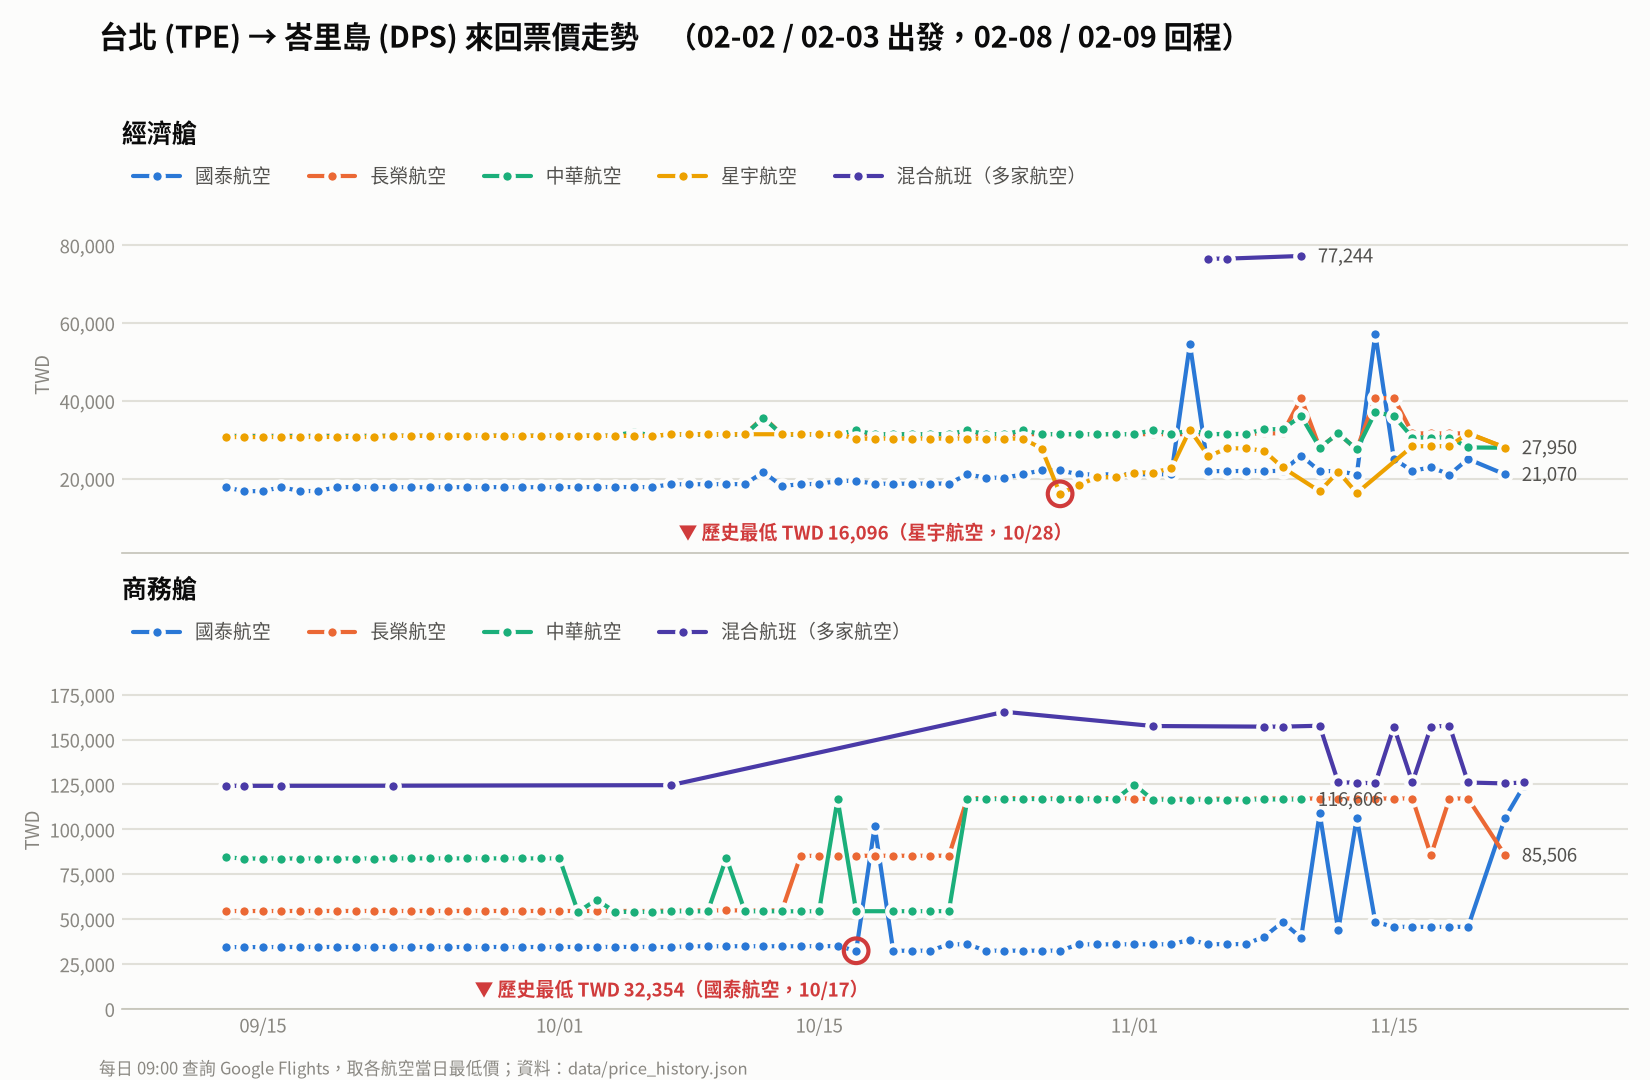 台北 (TPE) → 峇里島 (DPS) 來回票價走勢 （02-02 / 02-03 出發，02-08 / 02-09 回程）
經濟艙
國泰航空 長榮航空 中華航空 星宇航空 混合航班（多家航空）
80,000
77,244
60,000
TWD
40,000
27,950
21,070
20,000
▼ 歷史最低 TWD 16,096（星宇航空，10/28）
商務艙
國泰航空 長榮航空 中華航空 混合航班（多家航空）
175,000
150,000
125,000
116,606
TWD
100,000
85,506
75,000
50,000
25,000
▼ 歷史最低 TWD 32,354（國泰航空，10/17）
0
09/15 10/01 10/15 11/01 11/15
每日 09:00 查詢 Google Flights，取各航空當日最低價；資料：data/price_history.json